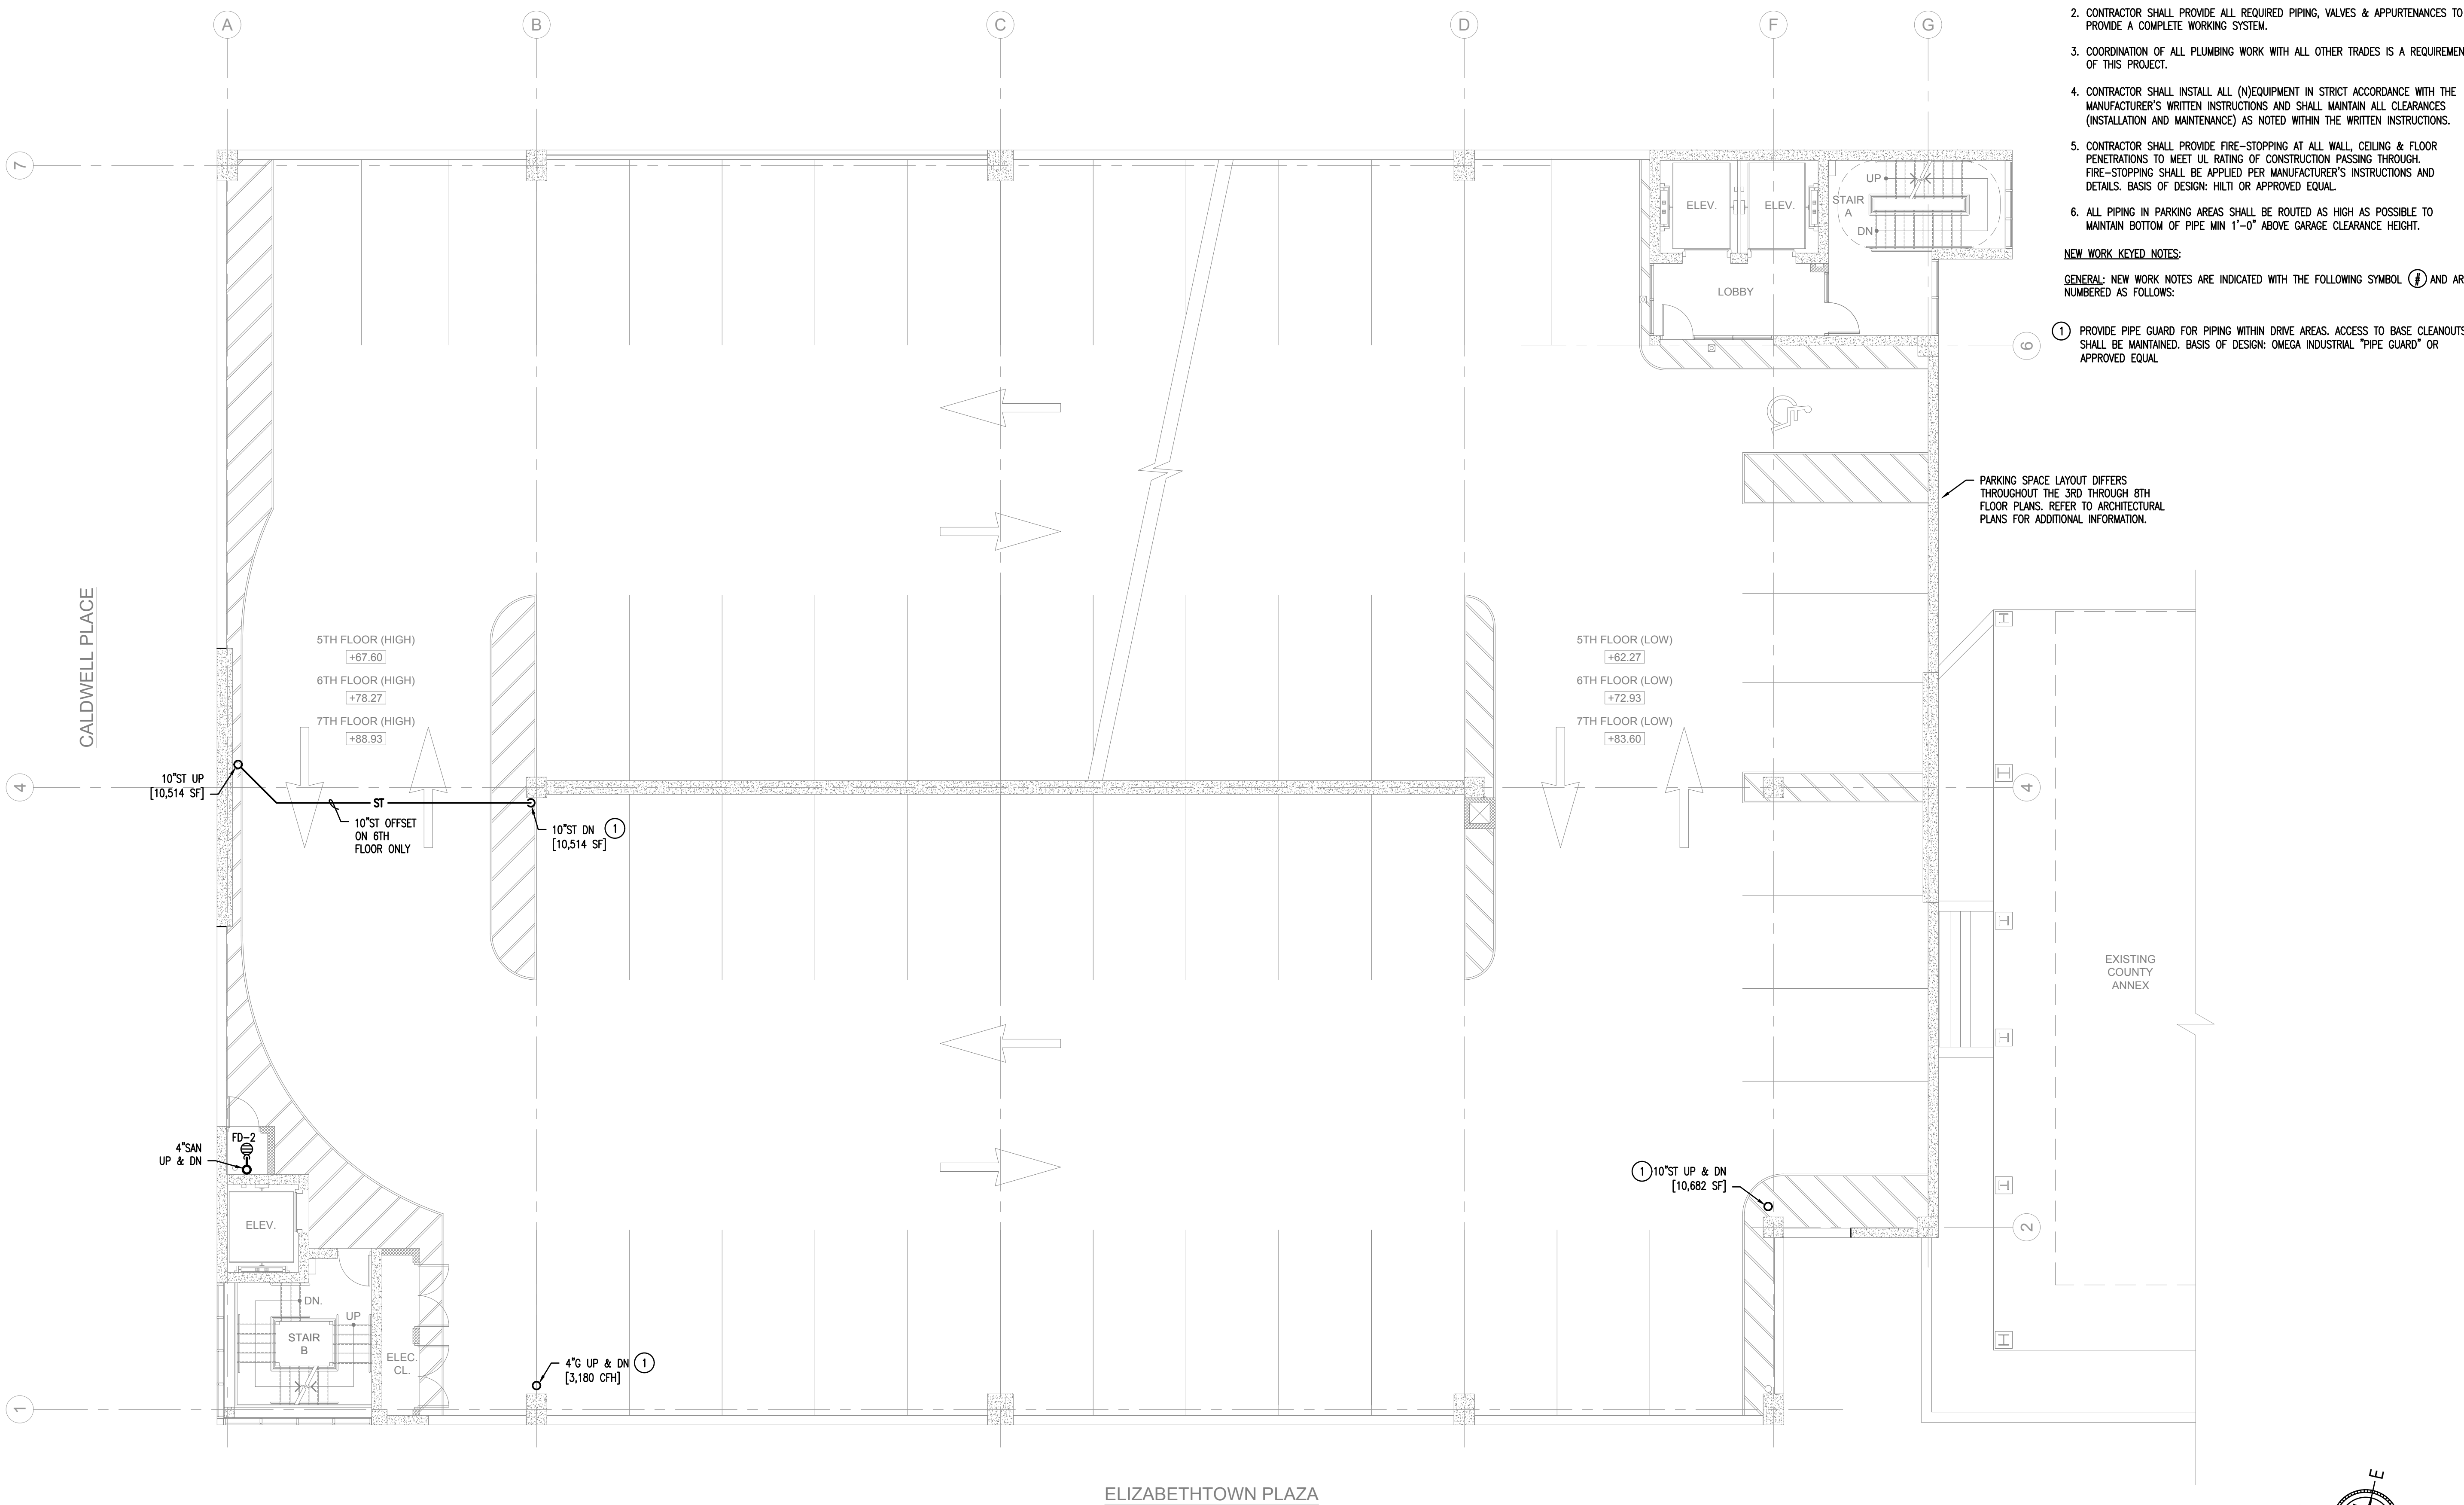 A
B
C
D
F
G
2. CONTRACTOR SHALL PROVIDE ALL REQUIRED PIPING, VALVES & APPURTENANCES TO
PROVIDE A COMPLETE WORKING SYSTEM.
3. COORDINATION OF ALL PLUMBING WORK WITH ALL OTHER TRADES IS A REQUIREMEN
OF THIS PROJECT.
4. CONTRACTOR SHALL INSTALL ALL (N)EQUIPMENT IN STRICT ACCORDANCE WITH THE
MANUFACTURER'S WRITTEN INSTRUCTIONS AND SHALL MAINTAIN ALL CLEARANCES
(INSTALLATION AND MAINTENANCE) AS NOTED WITHIN THE WRITTEN INSTRUCTIONS.
5. CONTRACTOR SHALL PROVIDE FIRE-STOPPING AT ALL WALL, CEILING & FLOOR
PENETRATIONS TO MEET UL RATING OF CONSTRUCTION PASSING THROUGH.
FIRE-STOPPING SHALL BE APPLIED PER MANUFACTURER'S INSTRUCTIONS AND
DETAILS. BASIS OF DESIGN: HILTI OR APPROVED EQUAL.
6. ALL PIPING IN PARKING AREAS SHALL BE ROUTED AS HIGH AS POSSIBLE TO
MAINTAIN BOTTOM OF PIPE MIN 1'-0" ABOVE GARAGE CLEARANCE HEIGHT.
NEW WORK KEYED NOTES:
GENERAL: NEW WORK NOTES ARE INDICATED WITH THE FOLLOWING SYMBOL # AND AR
NUMBERED AS FOLLOWS:
1 PROVIDE PIPE GUARD FOR PIPING WITHIN DRIVE AREAS. ACCESS TO BASE CLEANOUTS
SHALL BE MAINTAINED. BASIS OF DESIGN: OMEGA INDUSTRIAL "PIPE GUARD" OR
APPROVED EQUAL
7
ELEV.
ELEV.
UP
STAIR
A
DN
LOBBY
6
PARKING SPACE LAYOUT DIFFERS
THROUGHOUT THE 3RD THROUGH 8TH
FLOOR PLANS. REFER TO ARCHITECTURAL
PLANS FOR ADDITIONAL INFORMATION.
CALDWELL PLACE
5TH FLOOR (HIGH)
+67.60
6TH FLOOR (HIGH)
+78.27
7TH FLOOR (HIGH)
+88.93
5TH FLOOR (LOW)
+62.27
6TH FLOOR (LOW)
+72.93
7TH FLOOR (LOW)
+83.60
4
10"ST UP
[10,514 SF]
ST
10"ST OFFSET
ON 6TH
FLOOR ONLY
10"ST DN 1
[10,514 SF]
4
EXISTING
COUNTY
ANNEX
FD-2
4"SAN
UP & DN
1 10"ST UP & DN
[10,682 SF]
2
ELEV.
DN.
UP
STAIR
B
ELEC.
CL.
4"G UP & DN 1
[3,180 CFH]
1
ELIZABETHTOWN PLAZA
E